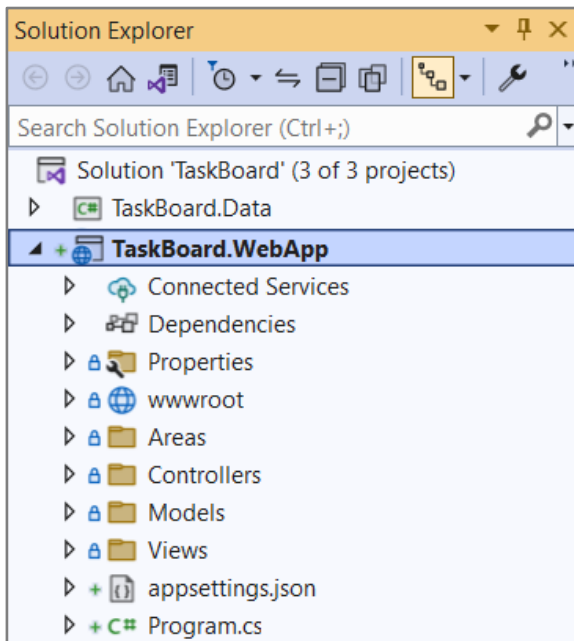 Solution Explorer
Search Solution Explorer (Ctrl+;)
Solution 'TaskBoard' (3 of 3 projects)
C# TaskBoard.Data
TaskBoard.WebApp
Connected Services
Dependencies
Properties
wwwroot
Areas
Controllers
Models
Views
appsettings.json
C# Program.cs